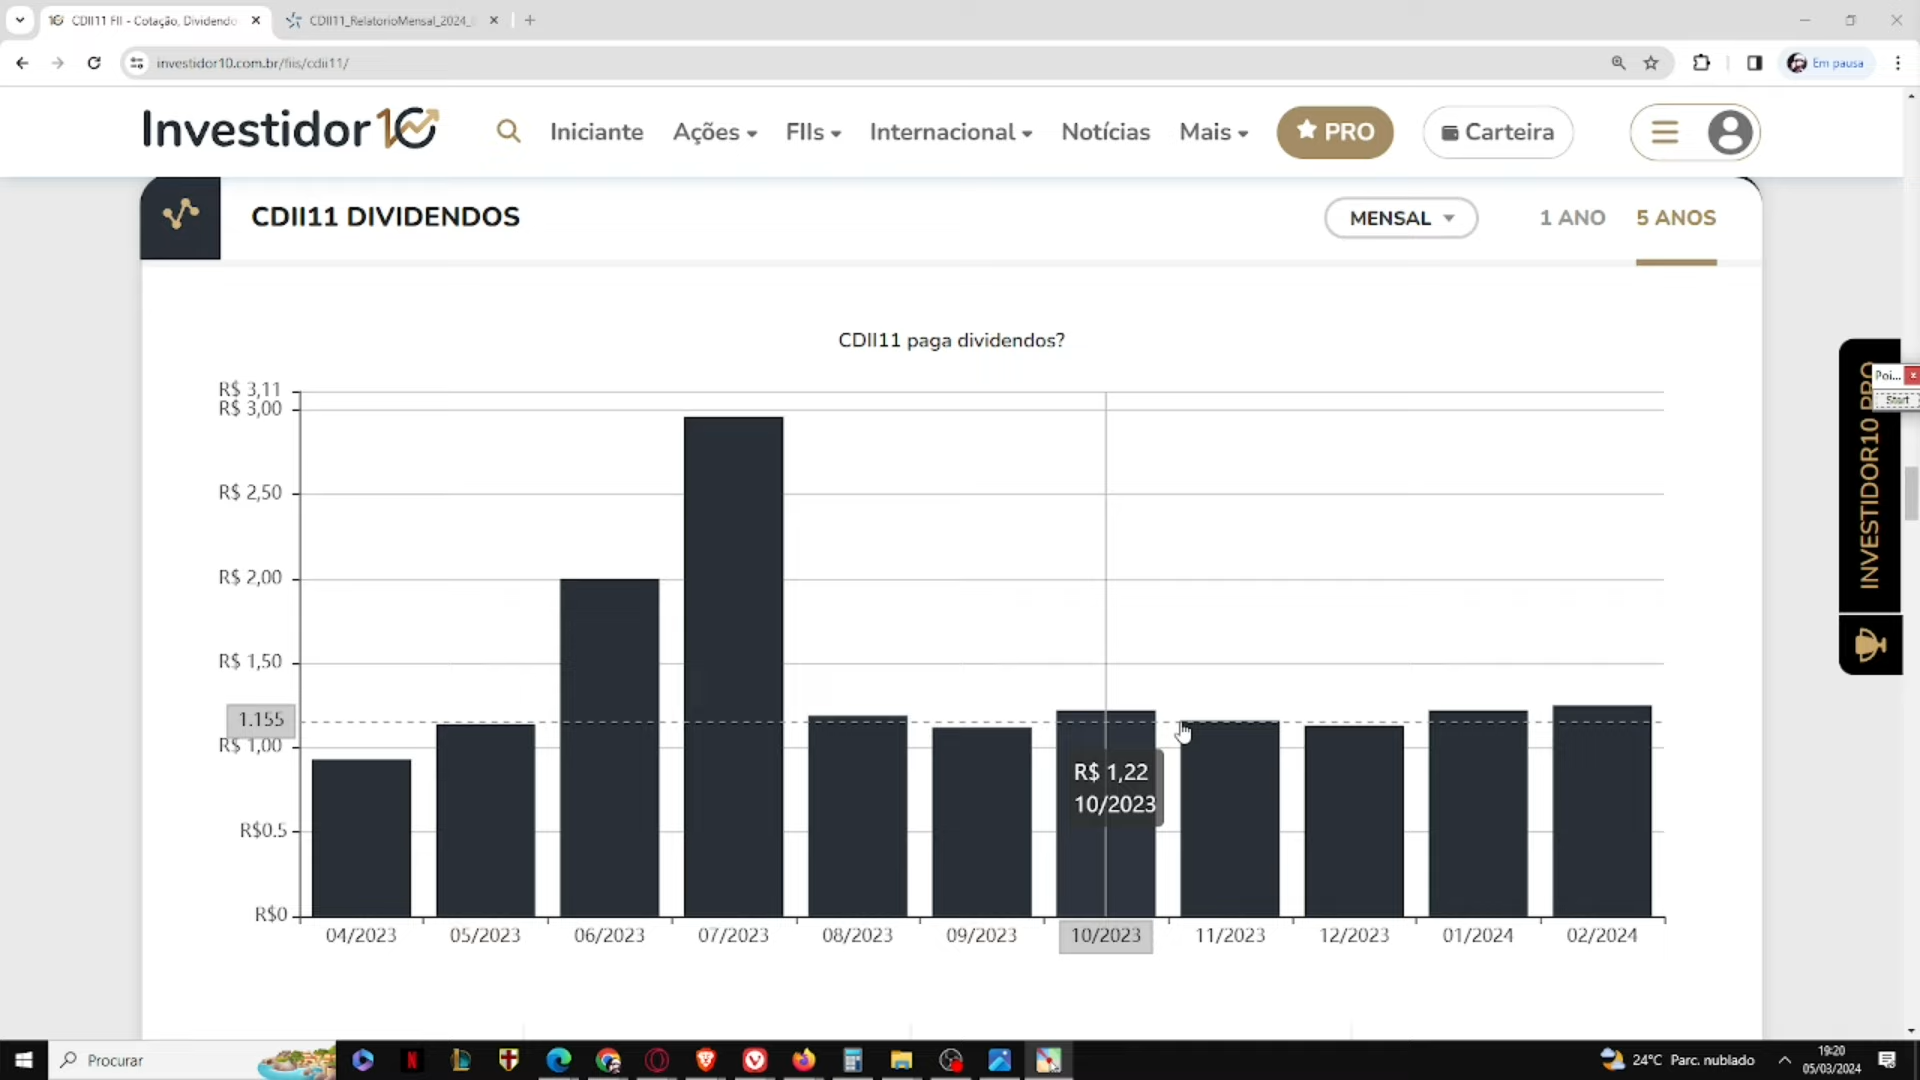 CDII11 FII - Cotação, Dividendo
CDII11_RelatorioMensal_2024_
investidor10.com.br/fiis/cdii11/
Em pausa
Investidor 10
Iniciante
Ações
FIIs
Internacional
Notícias
Mais
PRO
Carteira
CDII11 DIVIDENDOS
MENSAL
1 ANO
5 ANOS
CDII11 paga dividendos?
R$ 3,11
R$ 3,00
R$ 2,50
R$ 2,00
R$ 1,50
1.155
R$ 1,00
R$0.5
R$0
R$ 1,22
10/2023
04/2023
05/2023
06/2023
07/2023
08/2023
09/2023
10/2023
11/2023
12/2023
01/2024
02/2024
INVESTIDOR10 PRO
Poi...
Start
Procurar
24°C Parc. nublado
19:20
05/03/2024